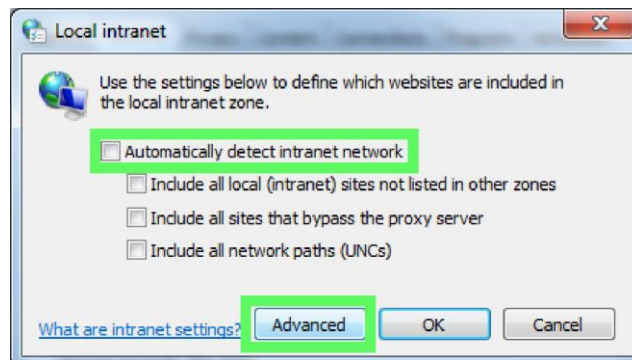 Local intranet
Use the settings below to define which websites are included in
the local intranet zone.
Automatically detect intranet network
Include all local (intranet) sites not listed in other zones
Include all sites that bypass the proxy server
Include all network paths (UNCs)
What are intranet settings? Advanced OK Cancel